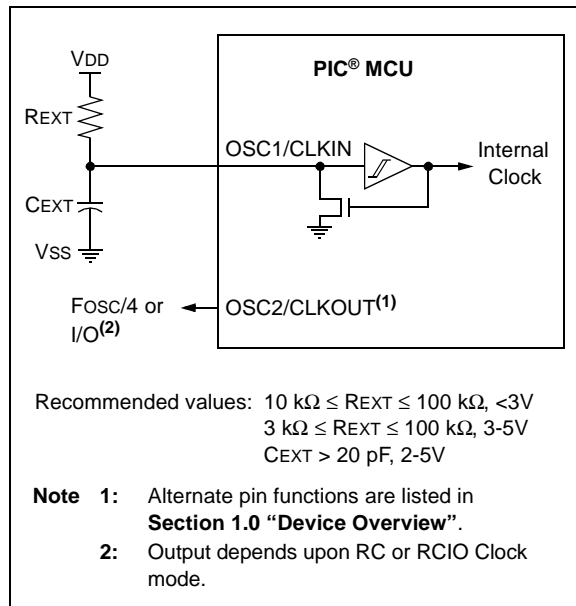 VDD
PIC® MCU
REXT
OSC1/CLKIN
Internal
Clock
CEXT
VSS
FOSC/4 or
I/O(2)
OSC2/CLKOUT(1)
Recommended values: 10 kΩ ≤ REXT ≤ 100 kΩ, <3V
3 kΩ ≤ REXT ≤ 100 kΩ, 3-5V
CEXT > 20 pF, 2-5V
Note 1: Alternate pin functions are listed in
Section 1.0 “Device Overview”.
2: Output depends upon RC or RCIO Clock
mode.